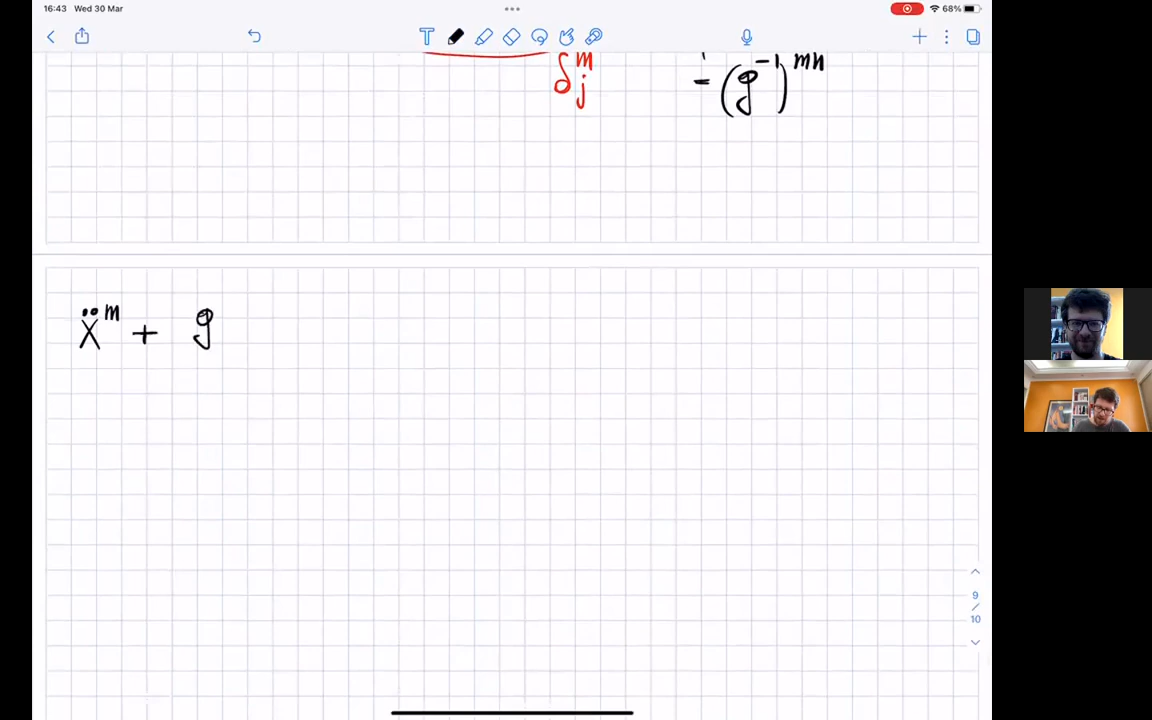 16:43 Wed 30 Mar
68%
T
δ^m_j = (g^{-1})^{mn}
ẍ^m + g
9
/
10